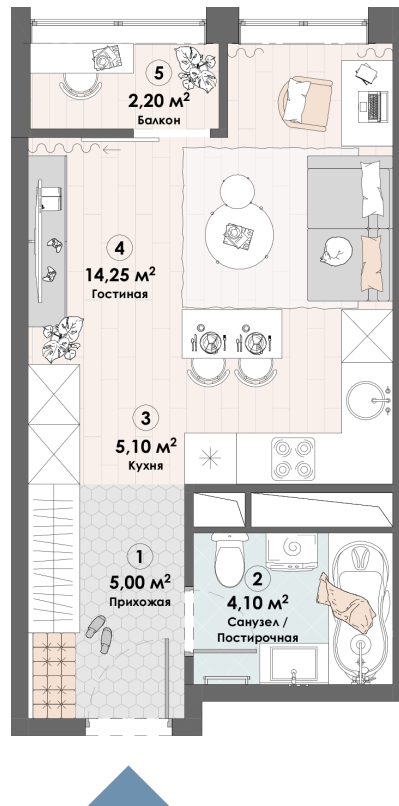 5
2,20 м²
Балкон
4
14,25 м²
Гостиная
3
5,10 м²
Кухня
1
5,00 м²
Прихожая
2
4,10 м²
Санузел /
Постирочная